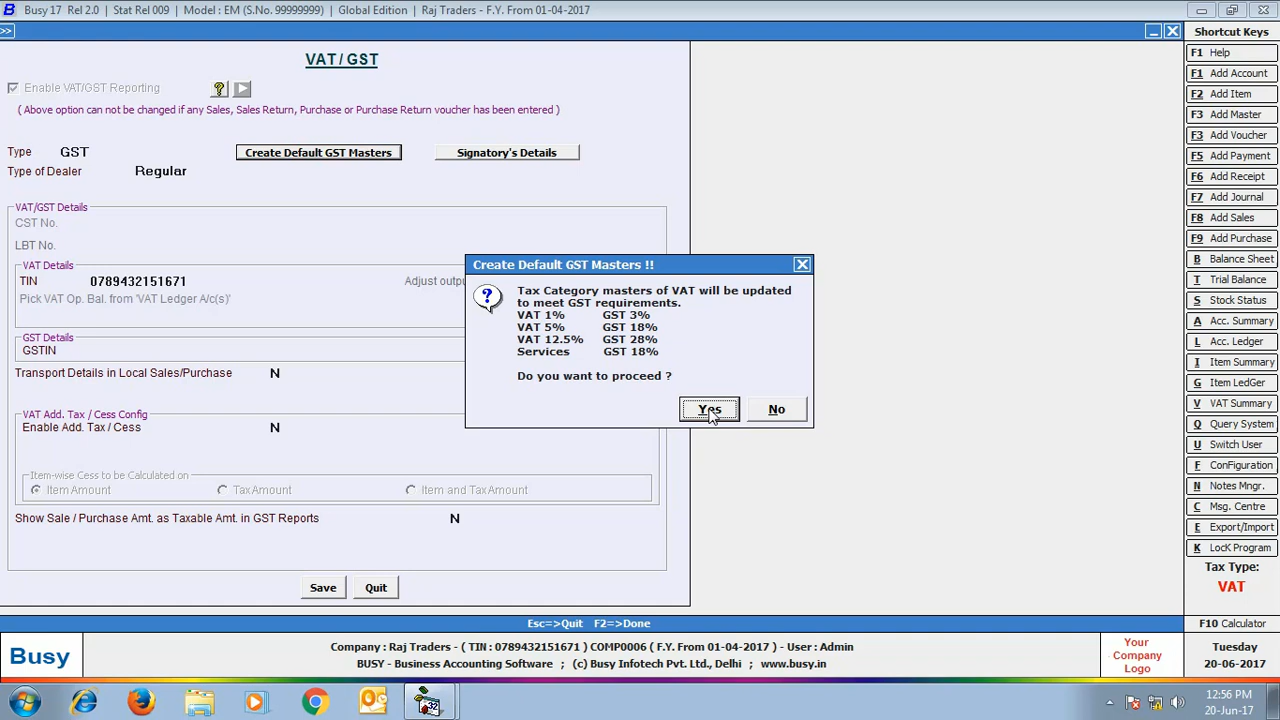 Busy 17 Rel 2.0 | Stat Rel 009 | Model : EM (S.No. 99999999) | Global Edition | Raj Traders - F.Y. From 01-04-2017
>>
VAT / GST
Enable VAT/GST Reporting
?
( Above option can not be changed if any Sales, Sales Return, Purchase or Purchase Return voucher has been entered )
Type GST
Create Default GST Masters
Signatory's Details
Type of Dealer Regular
VAT/GST Details
CST No.
LBT No.
VAT Details
TIN 0789432151671
Adjust outpu
Pick VAT Op. Bal. from 'VAT Ledger A/c(s)'
GST Details
GSTIN
Transport Details in Local Sales/Purchase N
VAT Add. Tax / Cess Config
Enable Add. Tax / Cess N
Item-wise Cess to be Calculated on
Item Amount
Tax Amount
Item and Tax Amount
Show Sale / Purchase Amt. as Taxable Amt. in GST Reports N
Save
Quit
Create Default GST Masters !!
?
Tax Category masters of VAT will be updated
to meet GST requirements.
VAT 1% GST 3%
VAT 5% GST 18%
VAT 12.5% GST 28%
Services GST 18%
Do you want to proceed ?
Yes
No
Shortcut Keys
F1 Help
F1 Add Account
F2 Add Item
F3 Add Master
F3 Add Voucher
F5 Add Payment
F6 Add Receipt
F7 Add Journal
F8 Add Sales
F9 Add Purchase
B Balance Sheet
T Trial Balance
S Stock Status
A Acc. Summary
L Acc. Ledger
I Item Summary
G Item LedGer
V VAT Summary
Q Query System
U Switch User
F Configuration
N Notes Mngr.
C Msg. Centre
E Export/Import
K LocK Program
Tax Type:
VAT
F10 Calculator
Esc=>Quit F2=>Done
Busy
Company : Raj Traders - ( TIN : 0789432151671 ) COMP0006 ( F.Y. From 01-04-2017 ) - User : Admin
BUSY - Business Accounting Software ; (c) Busy Infotech Pvt. Ltd., Delhi ; www.busy.in
Your
Company
Logo
Tuesday
20-06-2017
32
12:56 PM
20-Jun-17